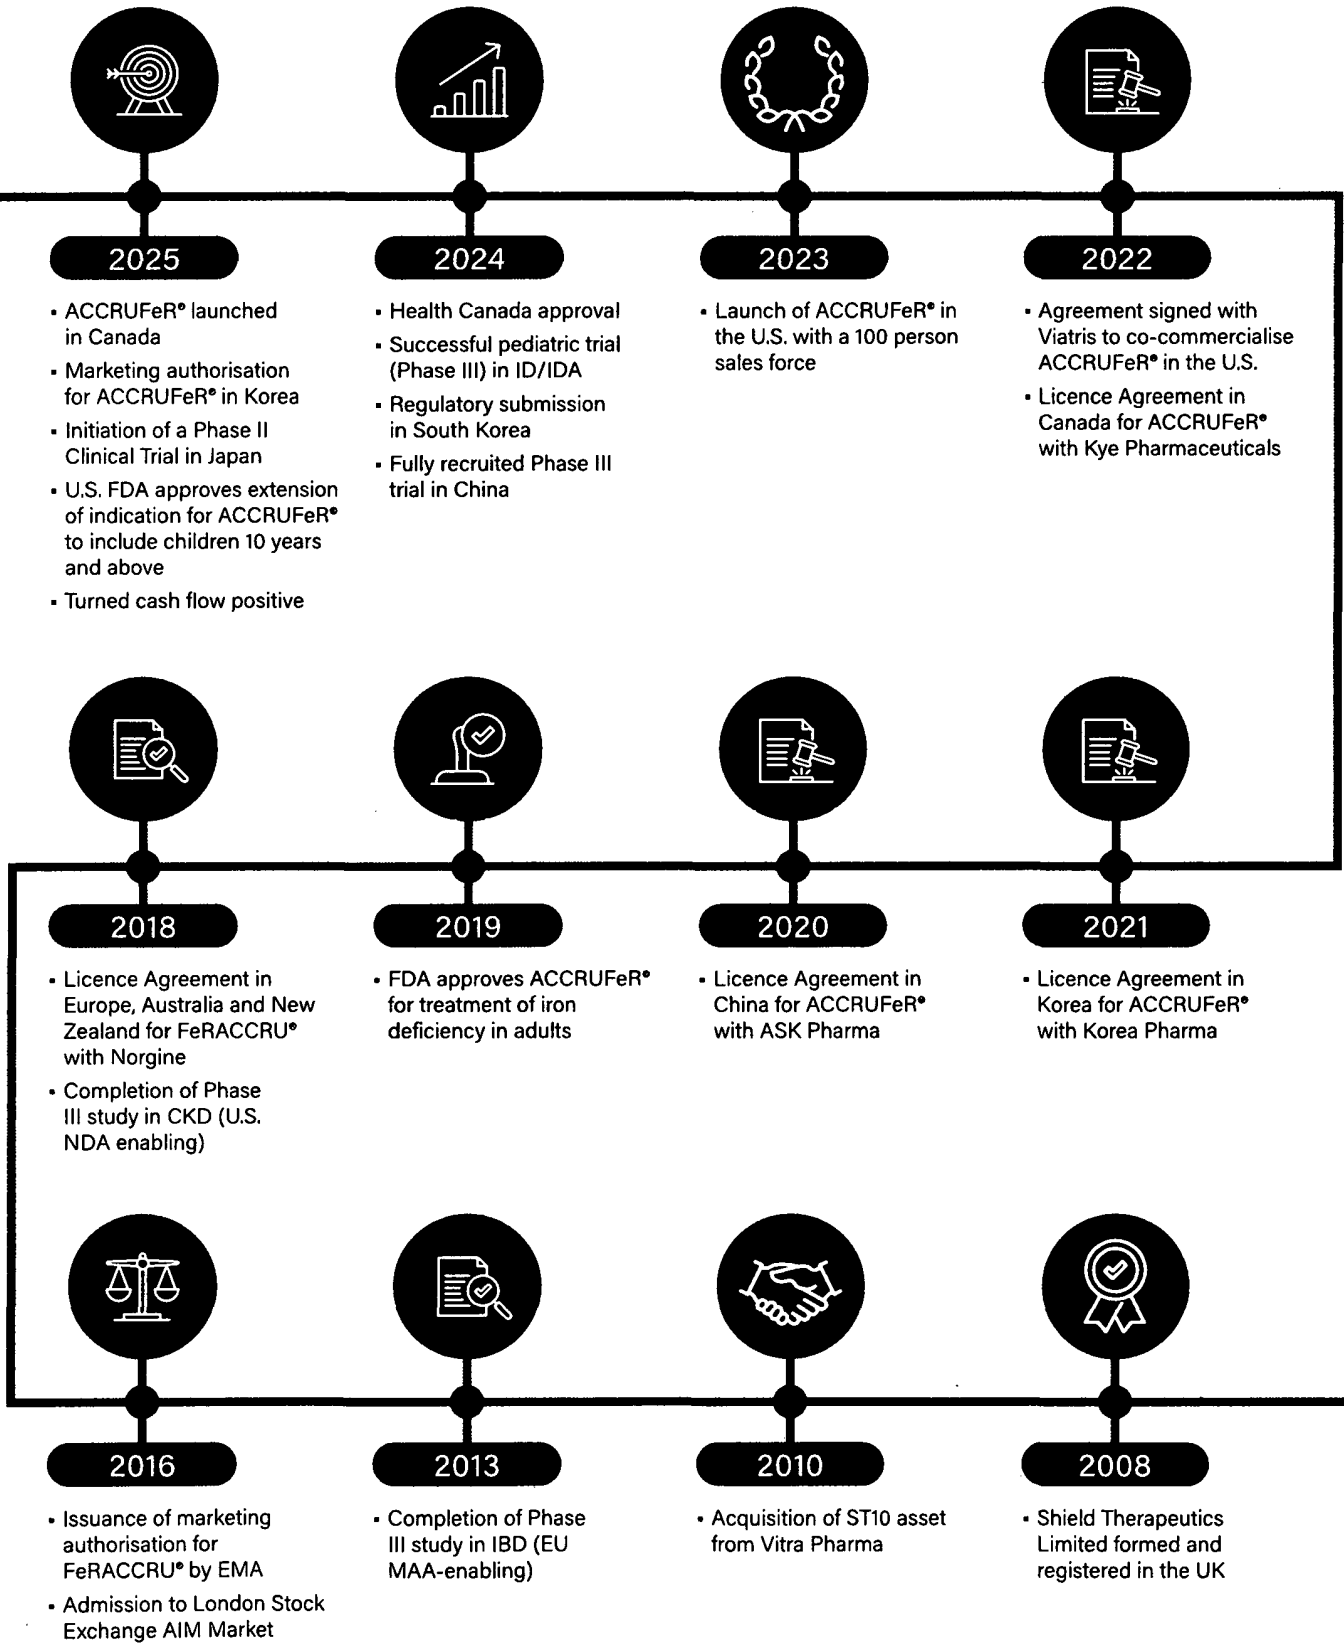 2025
▪ ACCRUFeR® launched
in Canada
▪ Marketing authorisation
for ACCRUFeR® in Korea
▪ Initiation of a Phase II
Clinical Trial in Japan
▪ U.S. FDA approves extension
of indication for ACCRUFeR®
to include children 10 years
and above
▪ Turned cash flow positive
2024
▪ Health Canada approval
▪ Successful pediatric trial
(Phase III) in ID/IDA
▪ Regulatory submission
in South Korea
▪ Fully recruited Phase III
trial in China
2023
▪ Launch of ACCRUFeR® in
the U.S. with a 100 person
sales force
2022
▪ Agreement signed with
Viatris to co-commercialise
ACCRUFeR® in the U.S.
▪ Licence Agreement in
Canada for ACCRUFeR®
with Kye Pharmaceuticals
2018
▪ Licence Agreement in
Europe, Australia and New
Zealand for FeRACCRU®
with Norgine
▪ Completion of Phase
III study in CKD (U.S.
NDA enabling)
2019
▪ FDA approves ACCRUFeR®
for treatment of iron
deficiency in adults
2020
▪ Licence Agreement in
China for ACCRUFeR®
with ASK Pharma
2021
▪ Licence Agreement in
Korea for ACCRUFeR®
with Korea Pharma
2016
▪ Issuance of marketing
authorisation for
FeRACCRU® by EMA
▪ Admission to London Stock
Exchange AIM Market
2013
▪ Completion of Phase
III study in IBD (EU
MAA-enabling)
2010
▪ Acquisition of ST10 asset
from Vitra Pharma
2008
▪ Shield Therapeutics
Limited formed and
registered in the UK